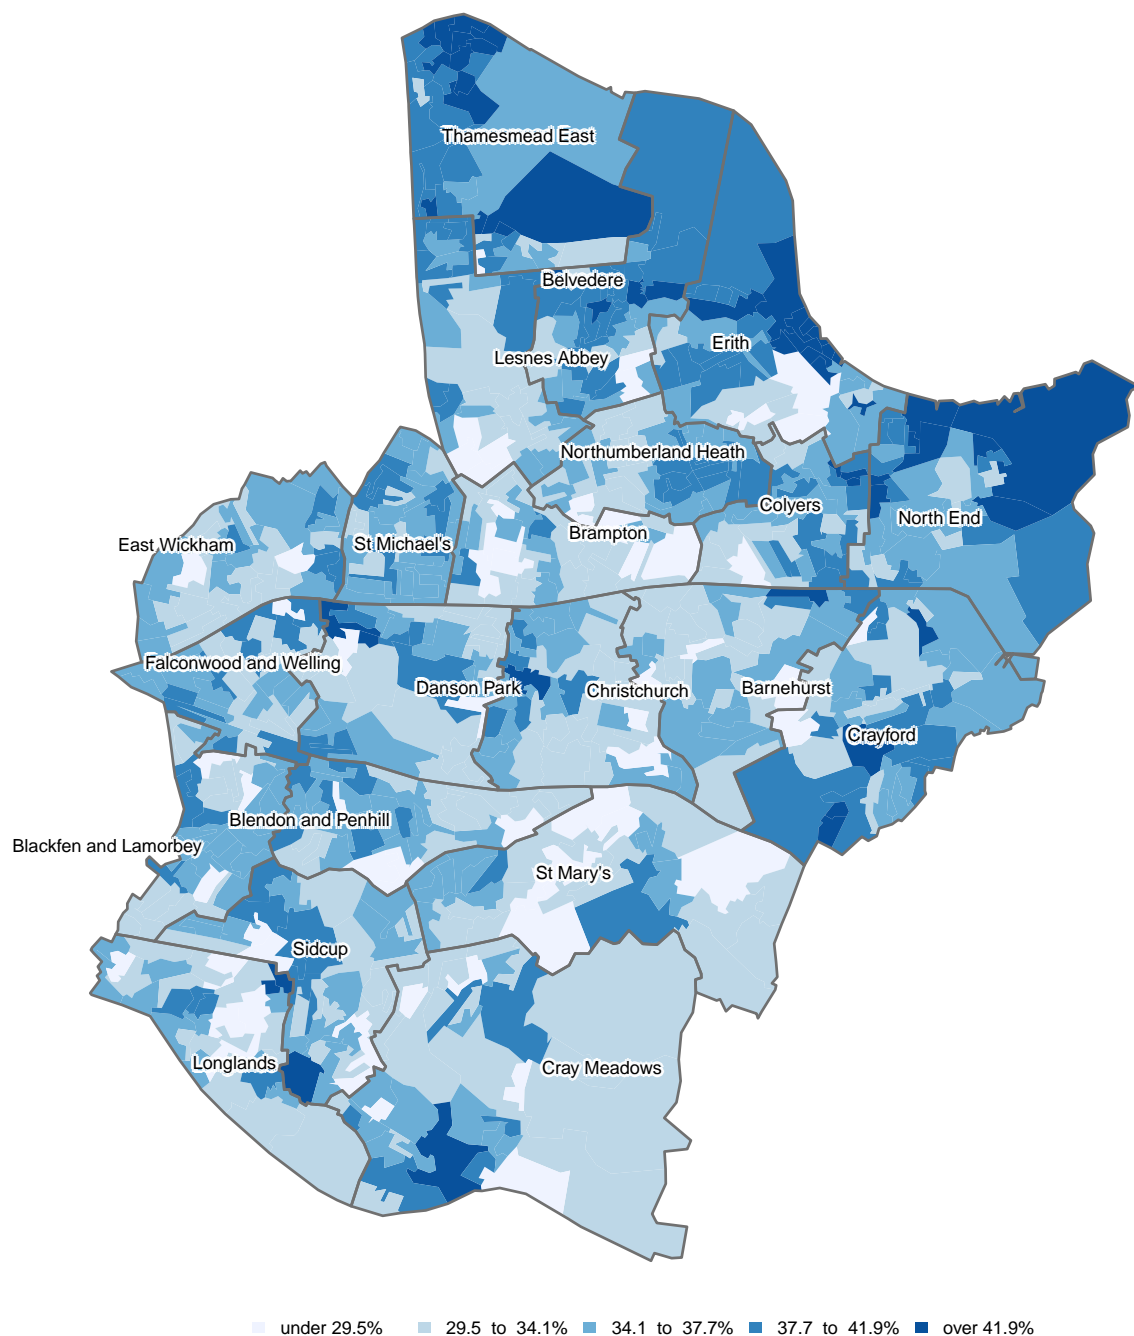 Thamesmead East
Belvedere
Erith
Lesnes Abbey
Northumberland Heath
Colyers
North End
Brampton
East Wickham
St Michael's
Falconwood and Welling
Danson Park
Christchurch
Barnehurst
Crayford
Blendon and Penhill
Blackfen and Lamorbey
St Mary's
Sidcup
Longlands
Cray Meadows
under 29.5% 29.5 to 34.1% 34.1 to 37.7% 37.7 to 41.9% over 41.9%